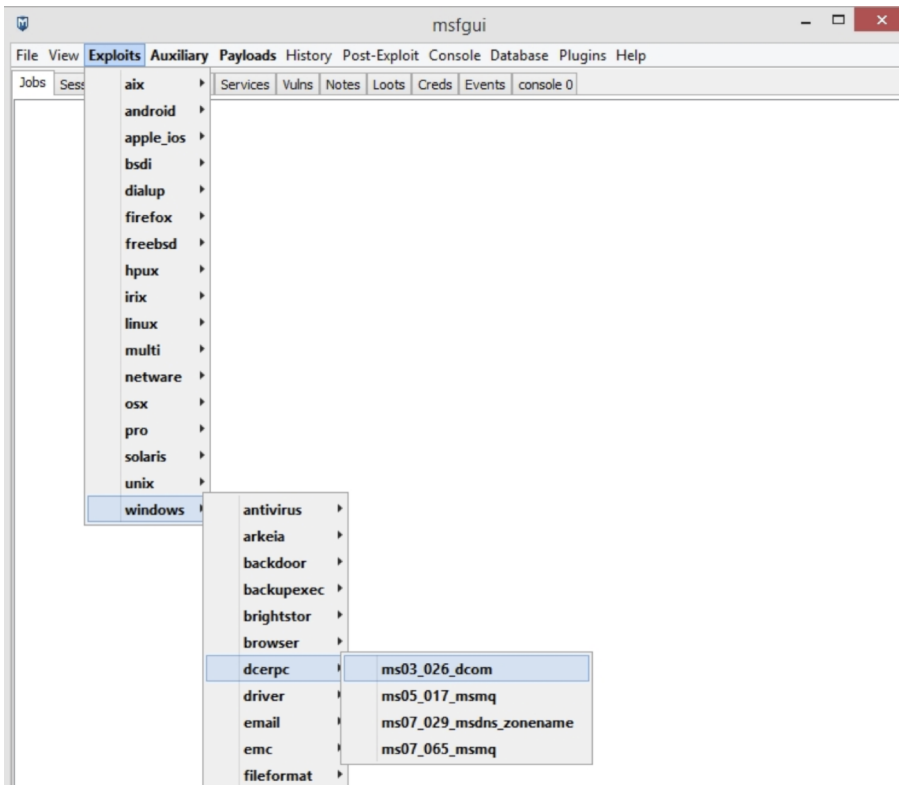 msfgui
File View Exploits Auxiliary Payloads History Post-Exploit Console Database Plugins Help
Jobs Sess Services Vulns Notes Loots Creds Events console 0
aix
android
apple_ios
bsdi
dialup
firefox
freebsd
hpux
irix
linux
multi
netware
osx
pro
solaris
unix
windows
antivirus
arkeia
backdoor
backupexec
brightstor
browser
dcerpc
driver
email
emc
fileformat
ms03_026_dcom
ms05_017_msmq
ms07_029_msdns_zonename
ms07_065_msmq